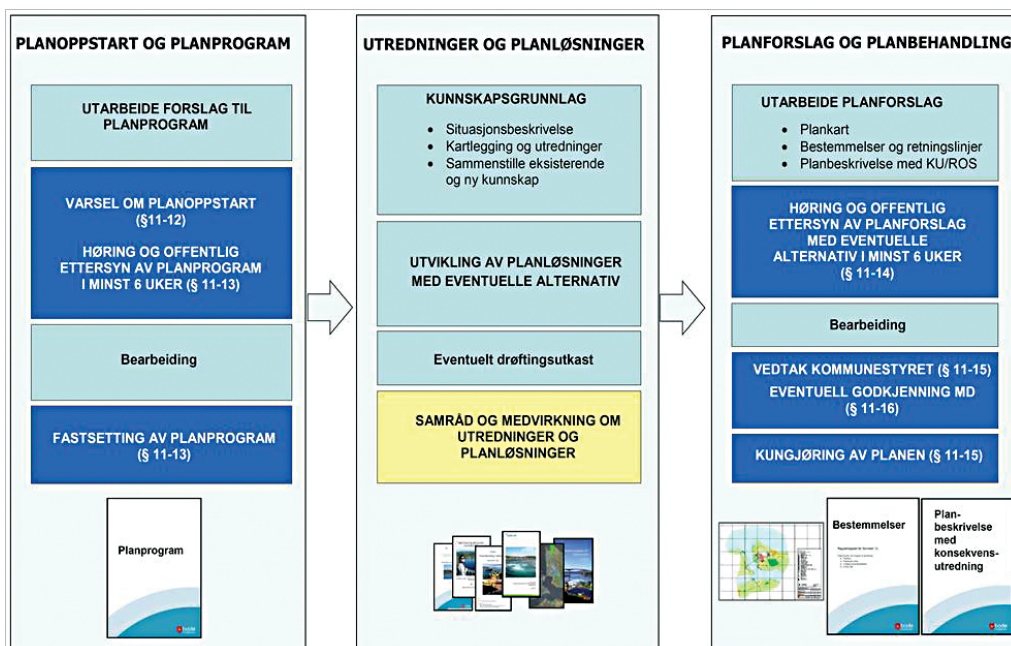 PLANOPPSTART OG PLANPROGRAM
UTARBEIDE FORSLAG TIL
PLANPROGRAM
VARSEL OM PLANOPPSTART
(§11-12)
HØRING OG OFFENTLIG
ETTERSYN AV PLANPROGRAM
I MINST 6 UKER (§ 11-13)
Bearbeiding
FASTSETTING AV PLANPROGRAM
(§ 11-13)
Planprogram
bodø
UTREDNINGER OG PLANLØSNINGER
KUNNSKAPSGRUNNLAG
• Situasjonsbeskrivelse
• Kartlegging og utredninger
• Sammenstille eksisterende
og ny kunnskap
UTVIKLING AV PLANLØSNINGER
MED EVENTUELLE ALTERNATIV
Eventuelt drøftingsutkast
SAMRÅD OG MEDVIRKNING OM
UTREDNINGER OG
PLANLØSNINGER
PLANFORSLAG OG PLANBEHANDLING
UTARBEIDE PLANFORSLAG
• Plankart
• Bestemmelser og retningslinjer
• Planbeskrivelse med KU/ROS
HØRING OG OFFENTLIG
ETTERSYN AV PLANFORSLAG
MED EVENTUELLE
ALTERNATIV I MINST 6 UKER
(§ 11-14)
Bearbeiding
VEDTAK KOMMUNESTYRET (§ 11-15)
EVENTUELL GODKJENNING MD
(§ 11-16)
KUNGJØRING AV PLANEN (§ 11-15)
Bestemmelser
bodø
Plan-
beskrivelse
med
konsekvens-
utredning
bodø